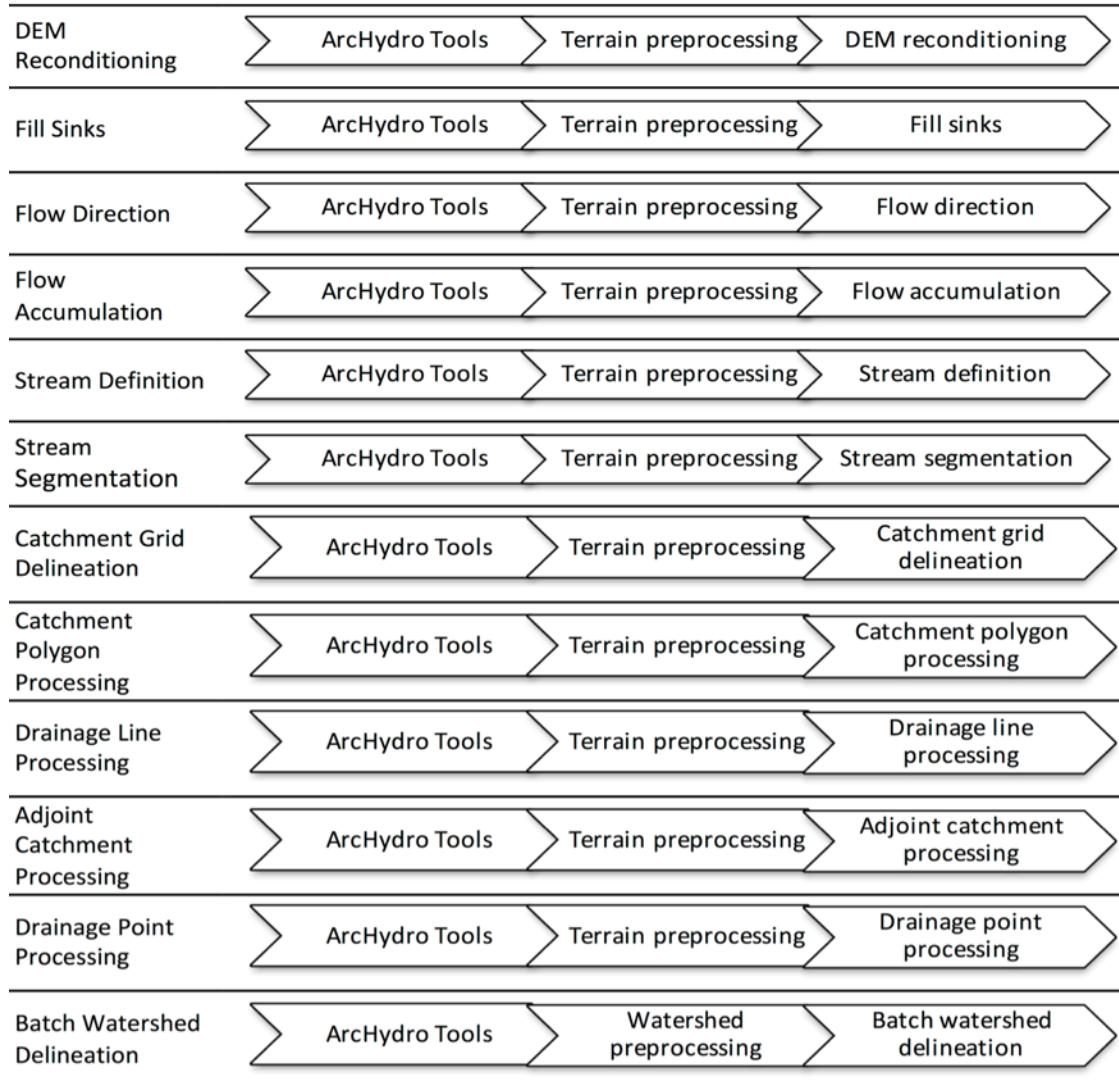 DEM
Reconditioning
ArcHydro Tools
Terrain preprocessing
DEM reconditioning
Fill Sinks
ArcHydro Tools
Terrain preprocessing
Fill sinks
Flow Direction
ArcHydro Tools
Terrain preprocessing
Flow direction
Flow
Accumulation
ArcHydro Tools
Terrain preprocessing
Flow accumulation
Stream Definition
ArcHydro Tools
Terrain preprocessing
Stream definition
Stream
Segmentation
ArcHydro Tools
Terrain preprocessing
Stream segmentation
Catchment Grid
Delineation
ArcHydro Tools
Terrain preprocessing
Catchment grid
delineation
Catchment
Polygon
Processing
ArcHydro Tools
Terrain preprocessing
Catchment polygon
processing
Drainage Line
Processing
ArcHydro Tools
Terrain preprocessing
Drainage line
processing
Adjoint
Catchment
Processing
ArcHydro Tools
Terrain preprocessing
Adjoint catchment
processing
Drainage Point
Processing
ArcHydro Tools
Terrain preprocessing
Drainage point
processing
Batch Watershed
Delineation
ArcHydro Tools
Watershed
preprocessing
Batch watershed
delineation